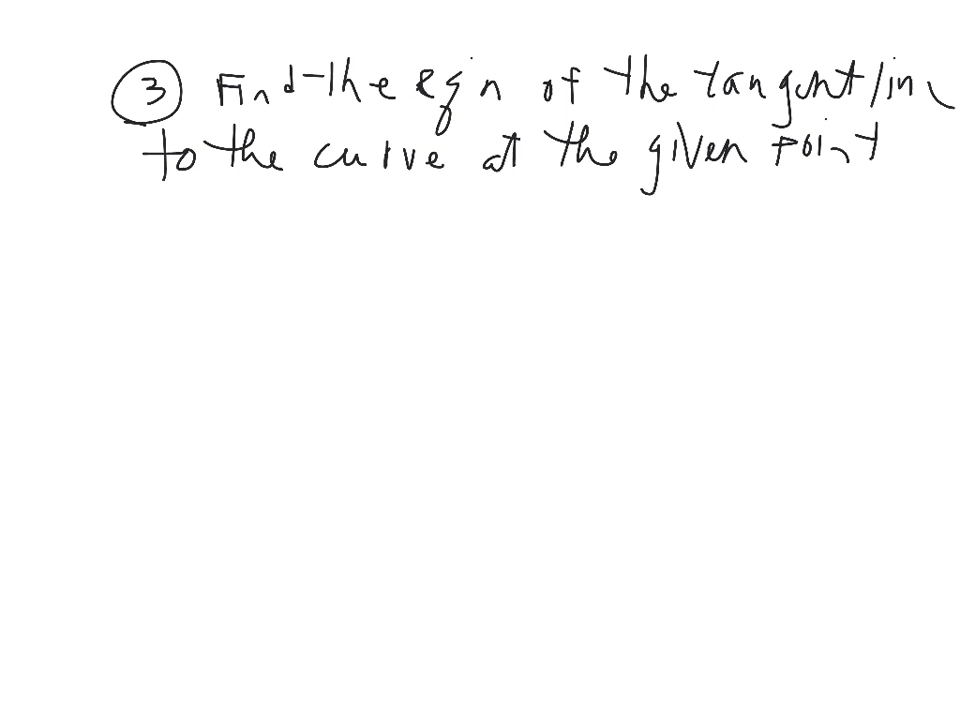 ③ Find the eqn of the tangent line
to the curve at the given point